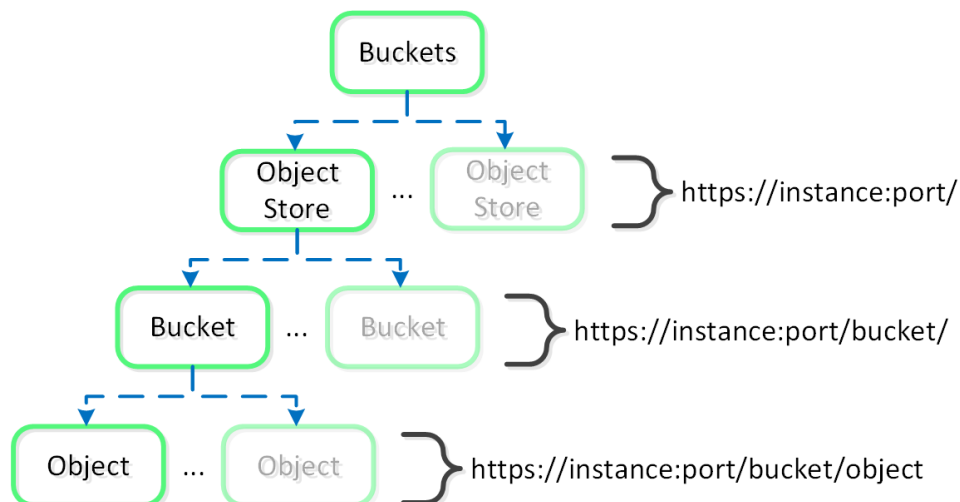 Buckets
Object
Store
...
Object
Store
https://instance:port/
Bucket
...
Bucket
https://instance:port/bucket/
Object
...
Object
https://instance:port/bucket/object